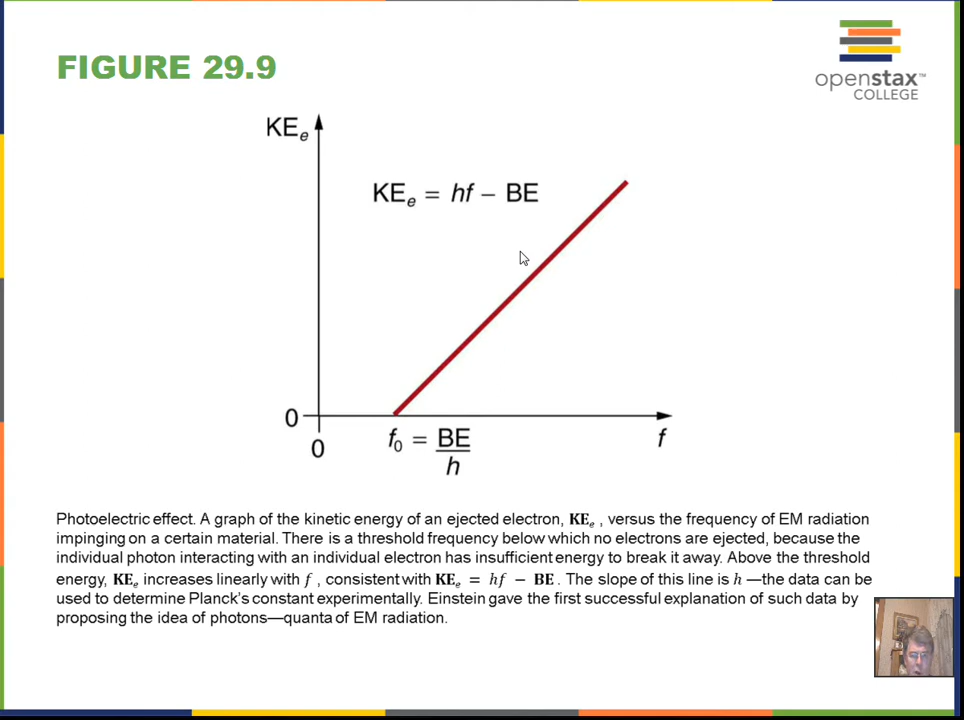 FIGURE 29.9
openstax™
COLLEGE
KEₑ
KEₑ = hf – BE
0
0
f₀ = BE/h
f
Photoelectric effect. A graph of the kinetic energy of an ejected electron, KEₑ , versus the frequency of EM radiation
impinging on a certain material. There is a threshold frequency below which no electrons are ejected, because the
individual photon interacting with an individual electron has insufficient energy to break it away. Above the threshold
energy, KEₑ increases linearly with f , consistent with KEₑ = hf − BE . The slope of this line is h —the data can be
used to determine Planck's constant experimentally. Einstein gave the first successful explanation of such data by
proposing the idea of photons—quanta of EM radiation.